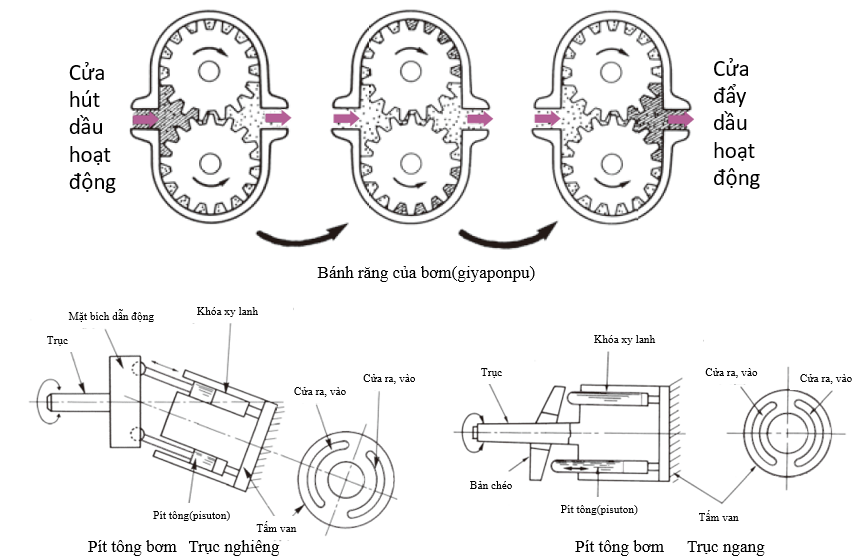 Cửa
hút
dầu
hoạt
động
Cửa
đẩy
dầu
hoạt
động
Bánh răng của bơm(giyaponpu)
Mặt bích dẫn động
Khóa xy lanh
Trục
Cửa ra, vào
Cửa ra, vào
Pít tông(pisuton)
Tấm van
Pít tông bơm Trục nghiêng
Khóa xy lanh
Trục
Cửa ra, vào
Cửa ra, vào
Bàn chéo
Pít tông(pisuton)
Tấm van
Pít tông bơm Trục ngang